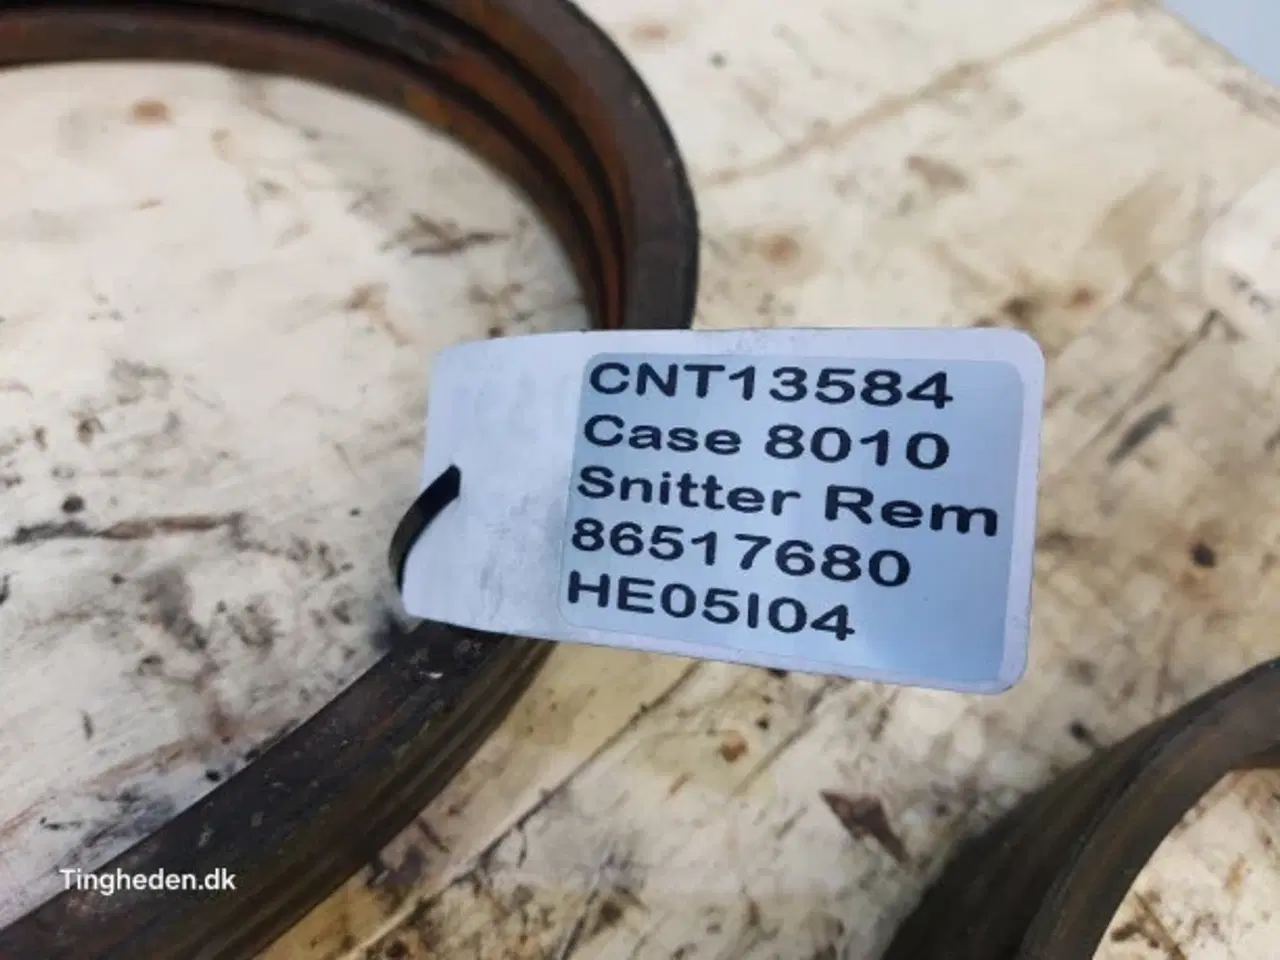 CNT13584
Case 8010
Snitter Rem
86517680
HE05I04
Tingheden.dk